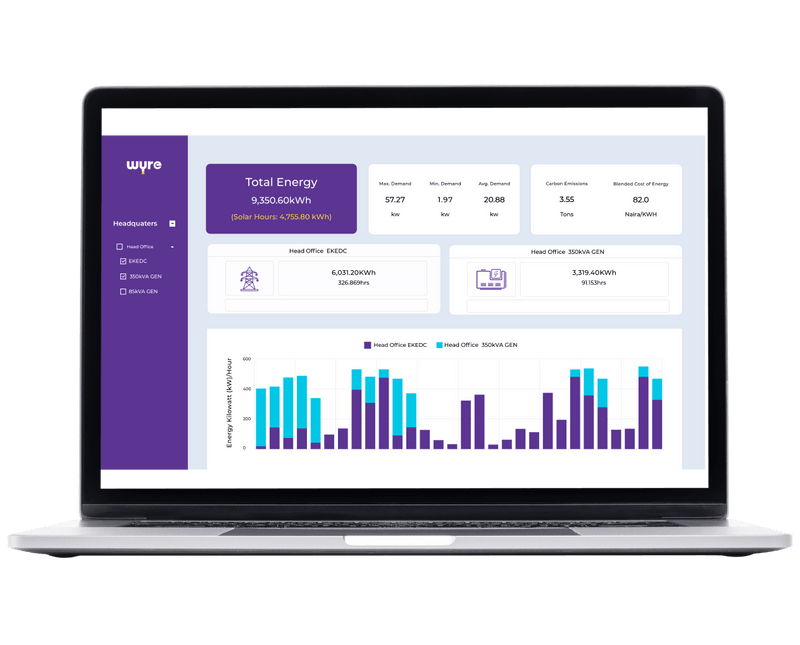 wyre
Headquaters
Head Office
EKEDC
350kVA GEN
85kVA GEN
Total Energy
9,350.60kWh
(Solar Hours: 4,755.80 kWh)
Max. Demand
57.27
kw
Min. Demand
1.97
kw
Avg. Demand
20.88
kw
Carbon Emissions
3.55
Tons
Blended Cost of Energy
82.0
Naira/KWH
Head Office EKEDC
6,031.20KWh
326.869hrs
Head Office 350kVA GEN
3,319.40KWh
91.153hrs
Head Office EKEDC
Head Office 350kVA GEN
Energy Kilowatt (kW)/Hour
600
400
200
0